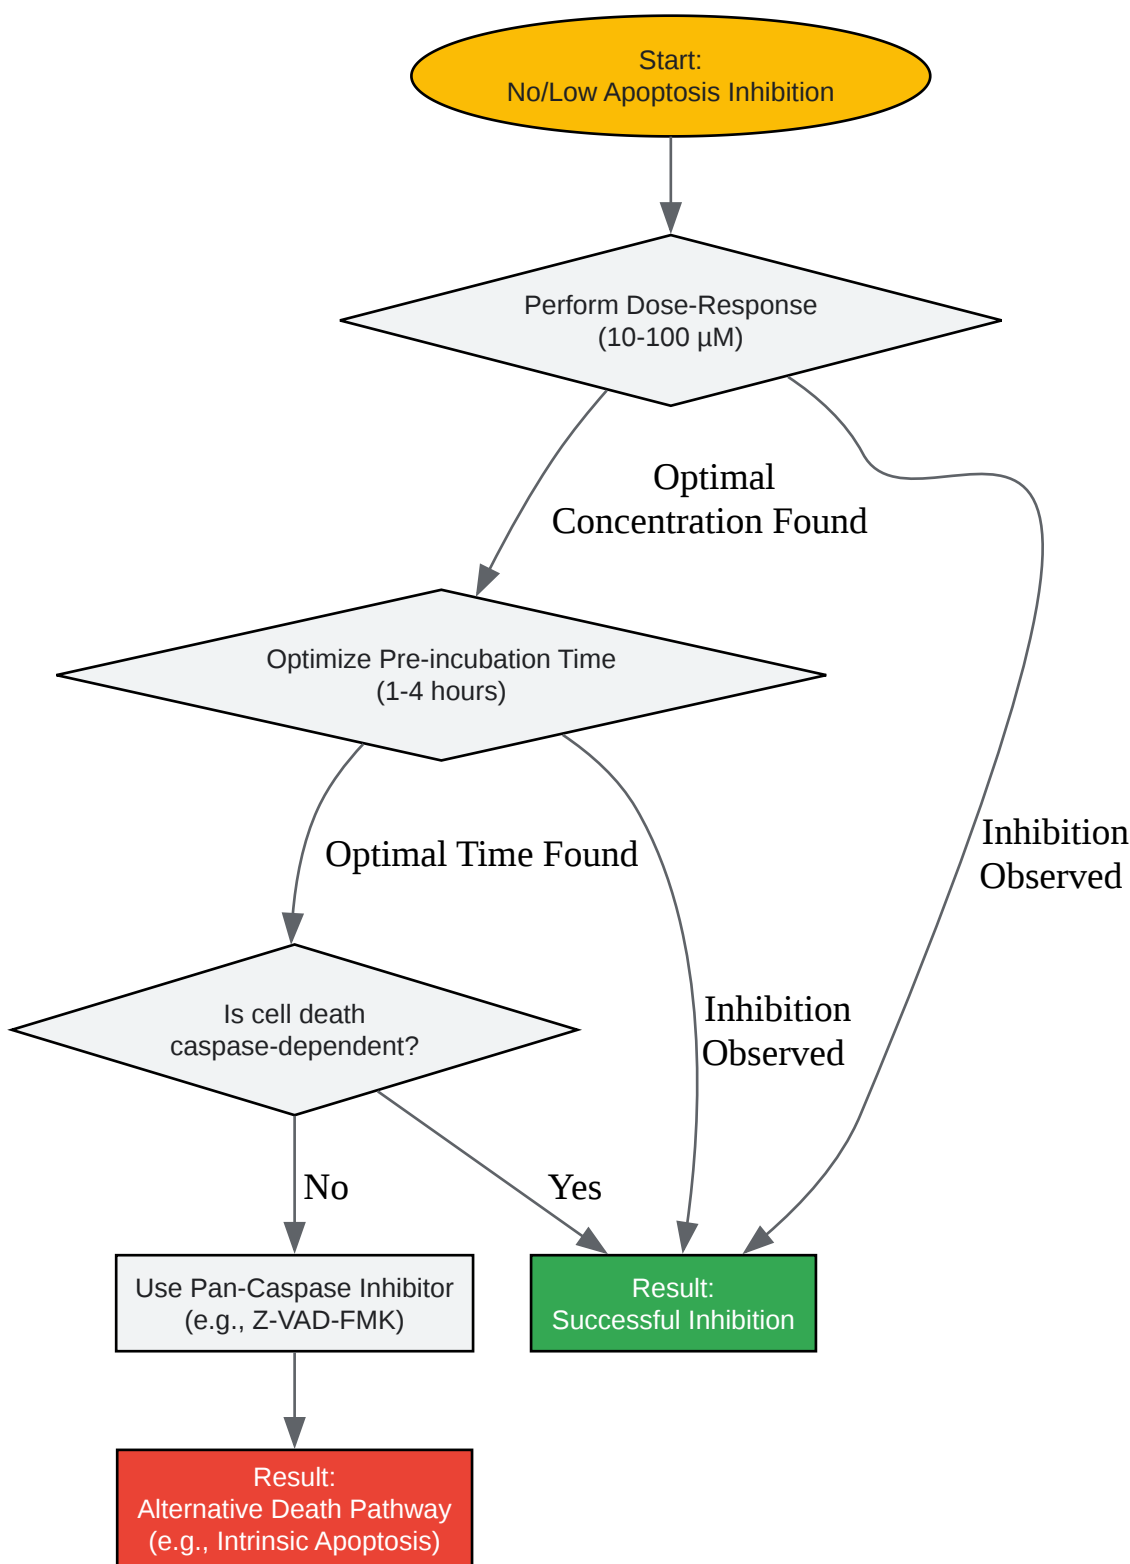 Start:
No/Low Apoptosis Inhibition
Perform Dose-Response
(10-100 µM)
Optimal
Concentration Found
Optimize Pre-incubation Time
(1-4 hours)
Optimal Time Found
Inhibition
Observed
Is cell death
caspase-dependent?
Inhibition
Observed
No
Yes
Use Pan-Caspase Inhibitor
(e.g., Z-VAD-FMK)
Result:
Successful Inhibition
Result:
Alternative Death Pathway
(e.g., Intrinsic Apoptosis)